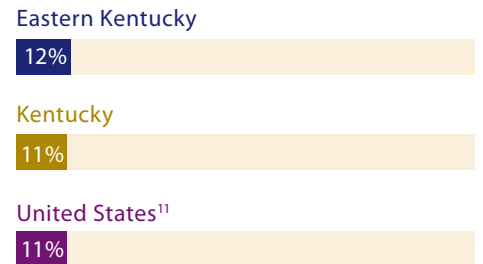 Eastern Kentucky
12%
Kentucky
11%
United States¹¹
11%